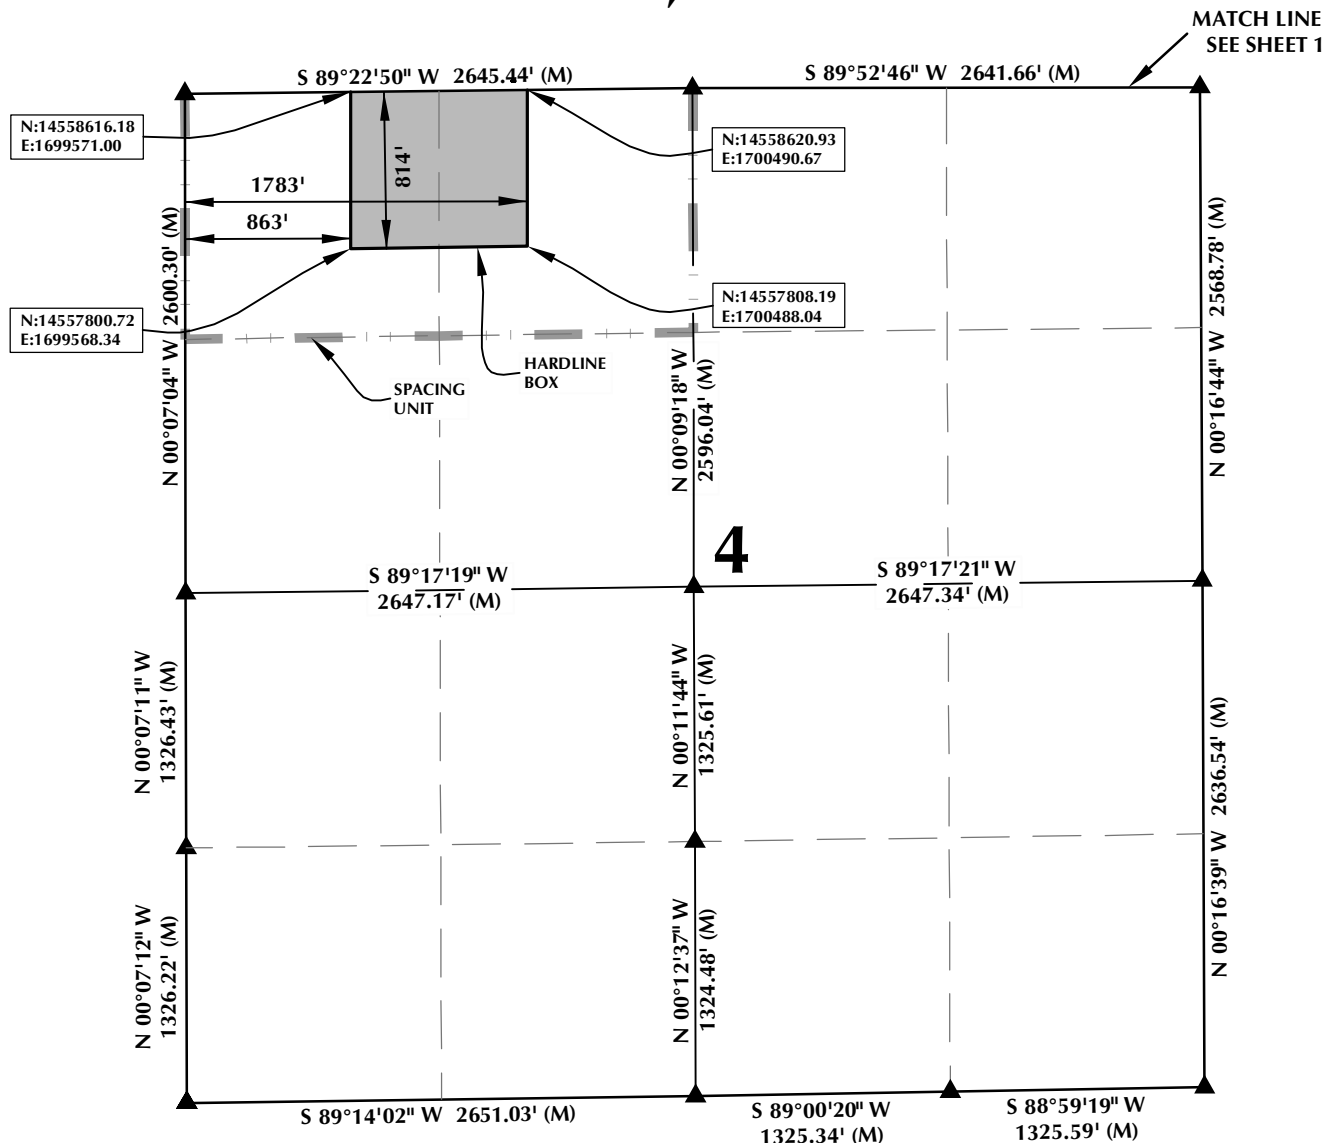 MATCH LINE
SEE SHEET 1
S 89°22'50" W 2645.44' (M)
S 89°52'46" W 2641.66' (M)
N:14558616.18
E:1699571.00
N:14558620.93
E:1700490.67
814'
1783'
863'
N:14557800.72
E:1699568.34
N:14557808.19
E:1700488.04
N 00°07'04" W 2600.30' (M)
N 00°09'18" W
2596.04' (M)
N 00°16'44" W 2568.78' (M)
SPACING
UNIT
HARDLINE
BOX
4
S 89°17'19" W
2647.17' (M)
S 89°17'21" W
2647.34' (M)
N 00°07'11" W
1326.43' (M)
N 00°11'44" W
1325.61' (M)
N 00°16'39" W 2636.54' (M)
N 00°07'12" W
1326.22' (M)
N 00°12'37" W
1324.48' (M)
S 89°14'02" W 2651.03' (M)
S 89°00'20" W
1325.34' (M)
S 88°59'19" W
1325.59' (M)